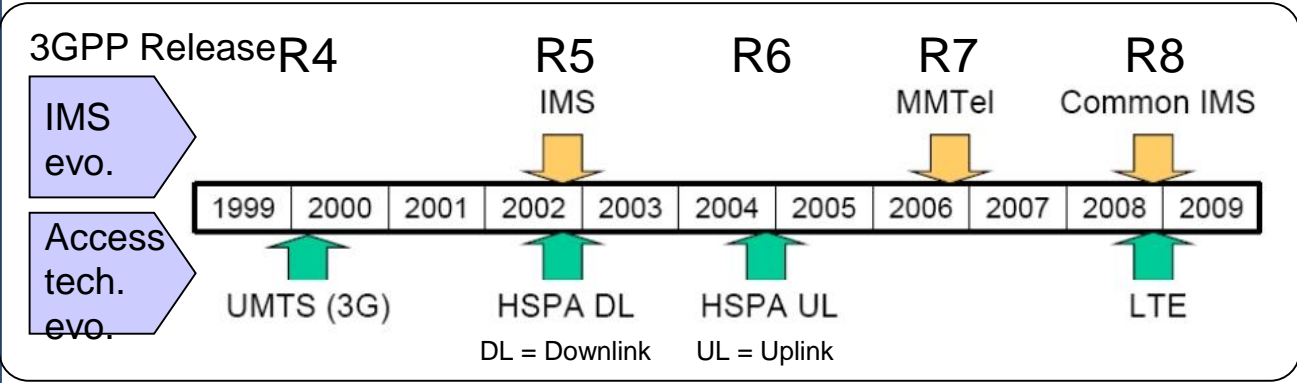 3GPP Release R4 R5 R6 R7 R8
IMS MMTel Common IMS
IMS
evo.
1999 2000 2001 2002 2003 2004 2005 2006 2007 2008 2009
Access
tech.
evo.
UMTS (3G) HSPA DL HSPA UL LTE
DL = Downlink UL = Uplink